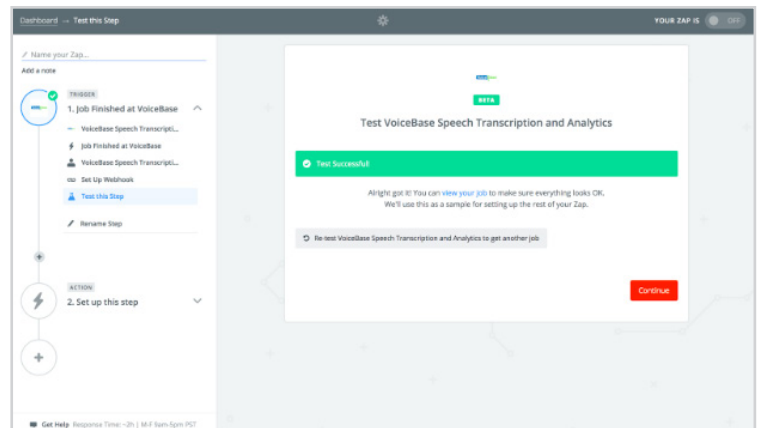 Dashboard → Test this Step
YOUR ZAP IS OFF
Name your Zap...
Add a note
TRIGGER
1. Job Finished at VoiceBase
VoiceBase Speech Transcripti...
Job Finished at VoiceBase
VoiceBase Speech Transcripti...
Set Up Webhook
Test this Step
Rename Step
ACTION
2. Set up this step
Get Help Response Time: ~2h | M-F 9am-5pm PST
BETA
Test VoiceBase Speech Transcription and Analytics
Test Successful!
Alright got it! You can view your job to make sure everything looks OK.
We'll use this as a sample for setting up the rest of your Zap.
Re-test VoiceBase Speech Transcription and Analytics to get another job
Continue